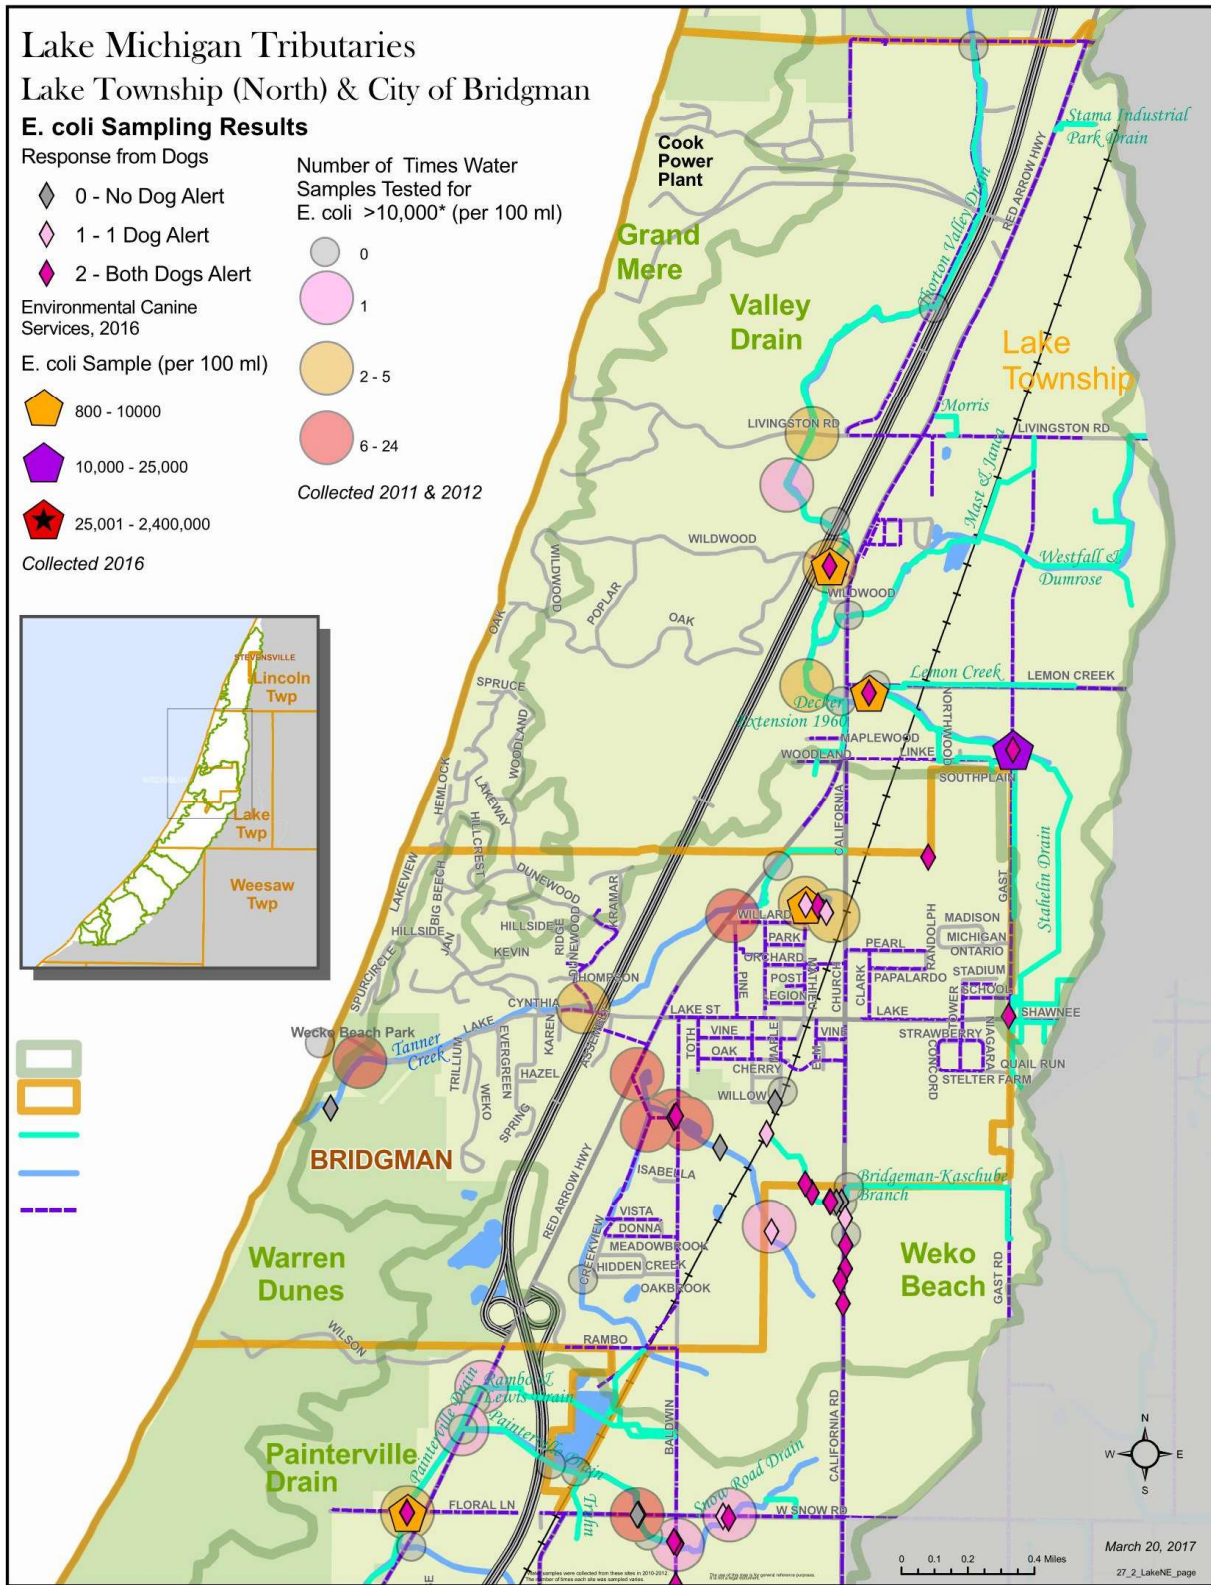 Lake Michigan Tributaries
Lake Township (North) & City of Bridgman
E. coli Sampling Results
Response from Dogs
0 - No Dog Alert
1 - 1 Dog Alert
2 - Both Dogs Alert
Environmental Canine
Services, 2016
E. coli Sample (per 100 ml)
800 - 10000
10,000 - 25,000
25,001 - 2,400,000
Collected 2016
Number of Times Water
Samples Tested for
E. coli >10,000* (per 100 ml)
0
1
2 - 5
6 - 24
Collected 2011 & 2012
STEVENSVILLE
Lincoln
Twp
Lake
Twp
Weesaw
Twp
Cook
Power
Plant
Stama Industrial
Park Drain
RED ARROW HWY
Thorton Valley Drain
Grand
Mere
Valley
Drain
Lake
Township
Morris
LIVINGSTON RD
LIVINGSTON RD
Mast & Janca
WILDWOOD
WILDWOOD
POPLAR
OAK
OAK
WILDWOOD
Westfall &
Dumrose
Lemon Creek
LEMON CREEK
SPRUCE
WOODLAND
Decker
Extension 1960
NORTHWOOD
MAPLEWOOD
LINKE
WOODLAND
SOUTHPLAIN
HEMLOCK
LAKEWAY
HILLCREST
CALIFORNIA
LAKEVIEW
BIG BEECH
DUNEWOOD
KRAMAR
GAST
Stahelin Drain
HILLSIDE
HILLSIDE
JAN
KEVIN
RIDGE
DUNEWOOD
WILLARD
PARK
ORCHARD
POST
LEGION
PINE
MATHIEU
CHURCH
CLARK
PEARL
PAPALARDO
RANDOLPH
MADISON
MICHIGAN
ONTARIO
STADIUM
SCHOOL
TOWER
SPURCIRCLE
THOMPSON
CYNTHIA
LAKE
LAKE ST
LAKE
SHAWNEE
Wecko Beach Park
Tanner
Creek
TRILLIUM
EVERGREEN
KAREN
HAZEL
WEKO
SPRING
TOTH
VINE
OAK
MAPLE
CHERRY
ELM
VINE
STRAWBERRY
CONCORD
NIAGARA
QUAIL RUN
STELTER FARM
WILLOW
BRIDGMAN
RED ARROW HWY
ISABELLA
VISTA
DONNA
MEADOWBROOK
HIDDEN CREEK
OAKBROOK
CREEKVIEW
Bridgeman-Kaschube
Branch
Weko
Beach
GAST RD
Warren
Dunes
WILSON
RAMBO
Rambo &
Lewis Drain
Painterville Drain
Painterville Drain
Painterville
Drain
BALDWIN
CALIFORNIA RD
Snow Road Drain
FLORAL LN
W SNOW RD
N
W
E
S
March 20, 2017
0 0.1 0.2 0.4 Miles
27_2_LakeNE_page